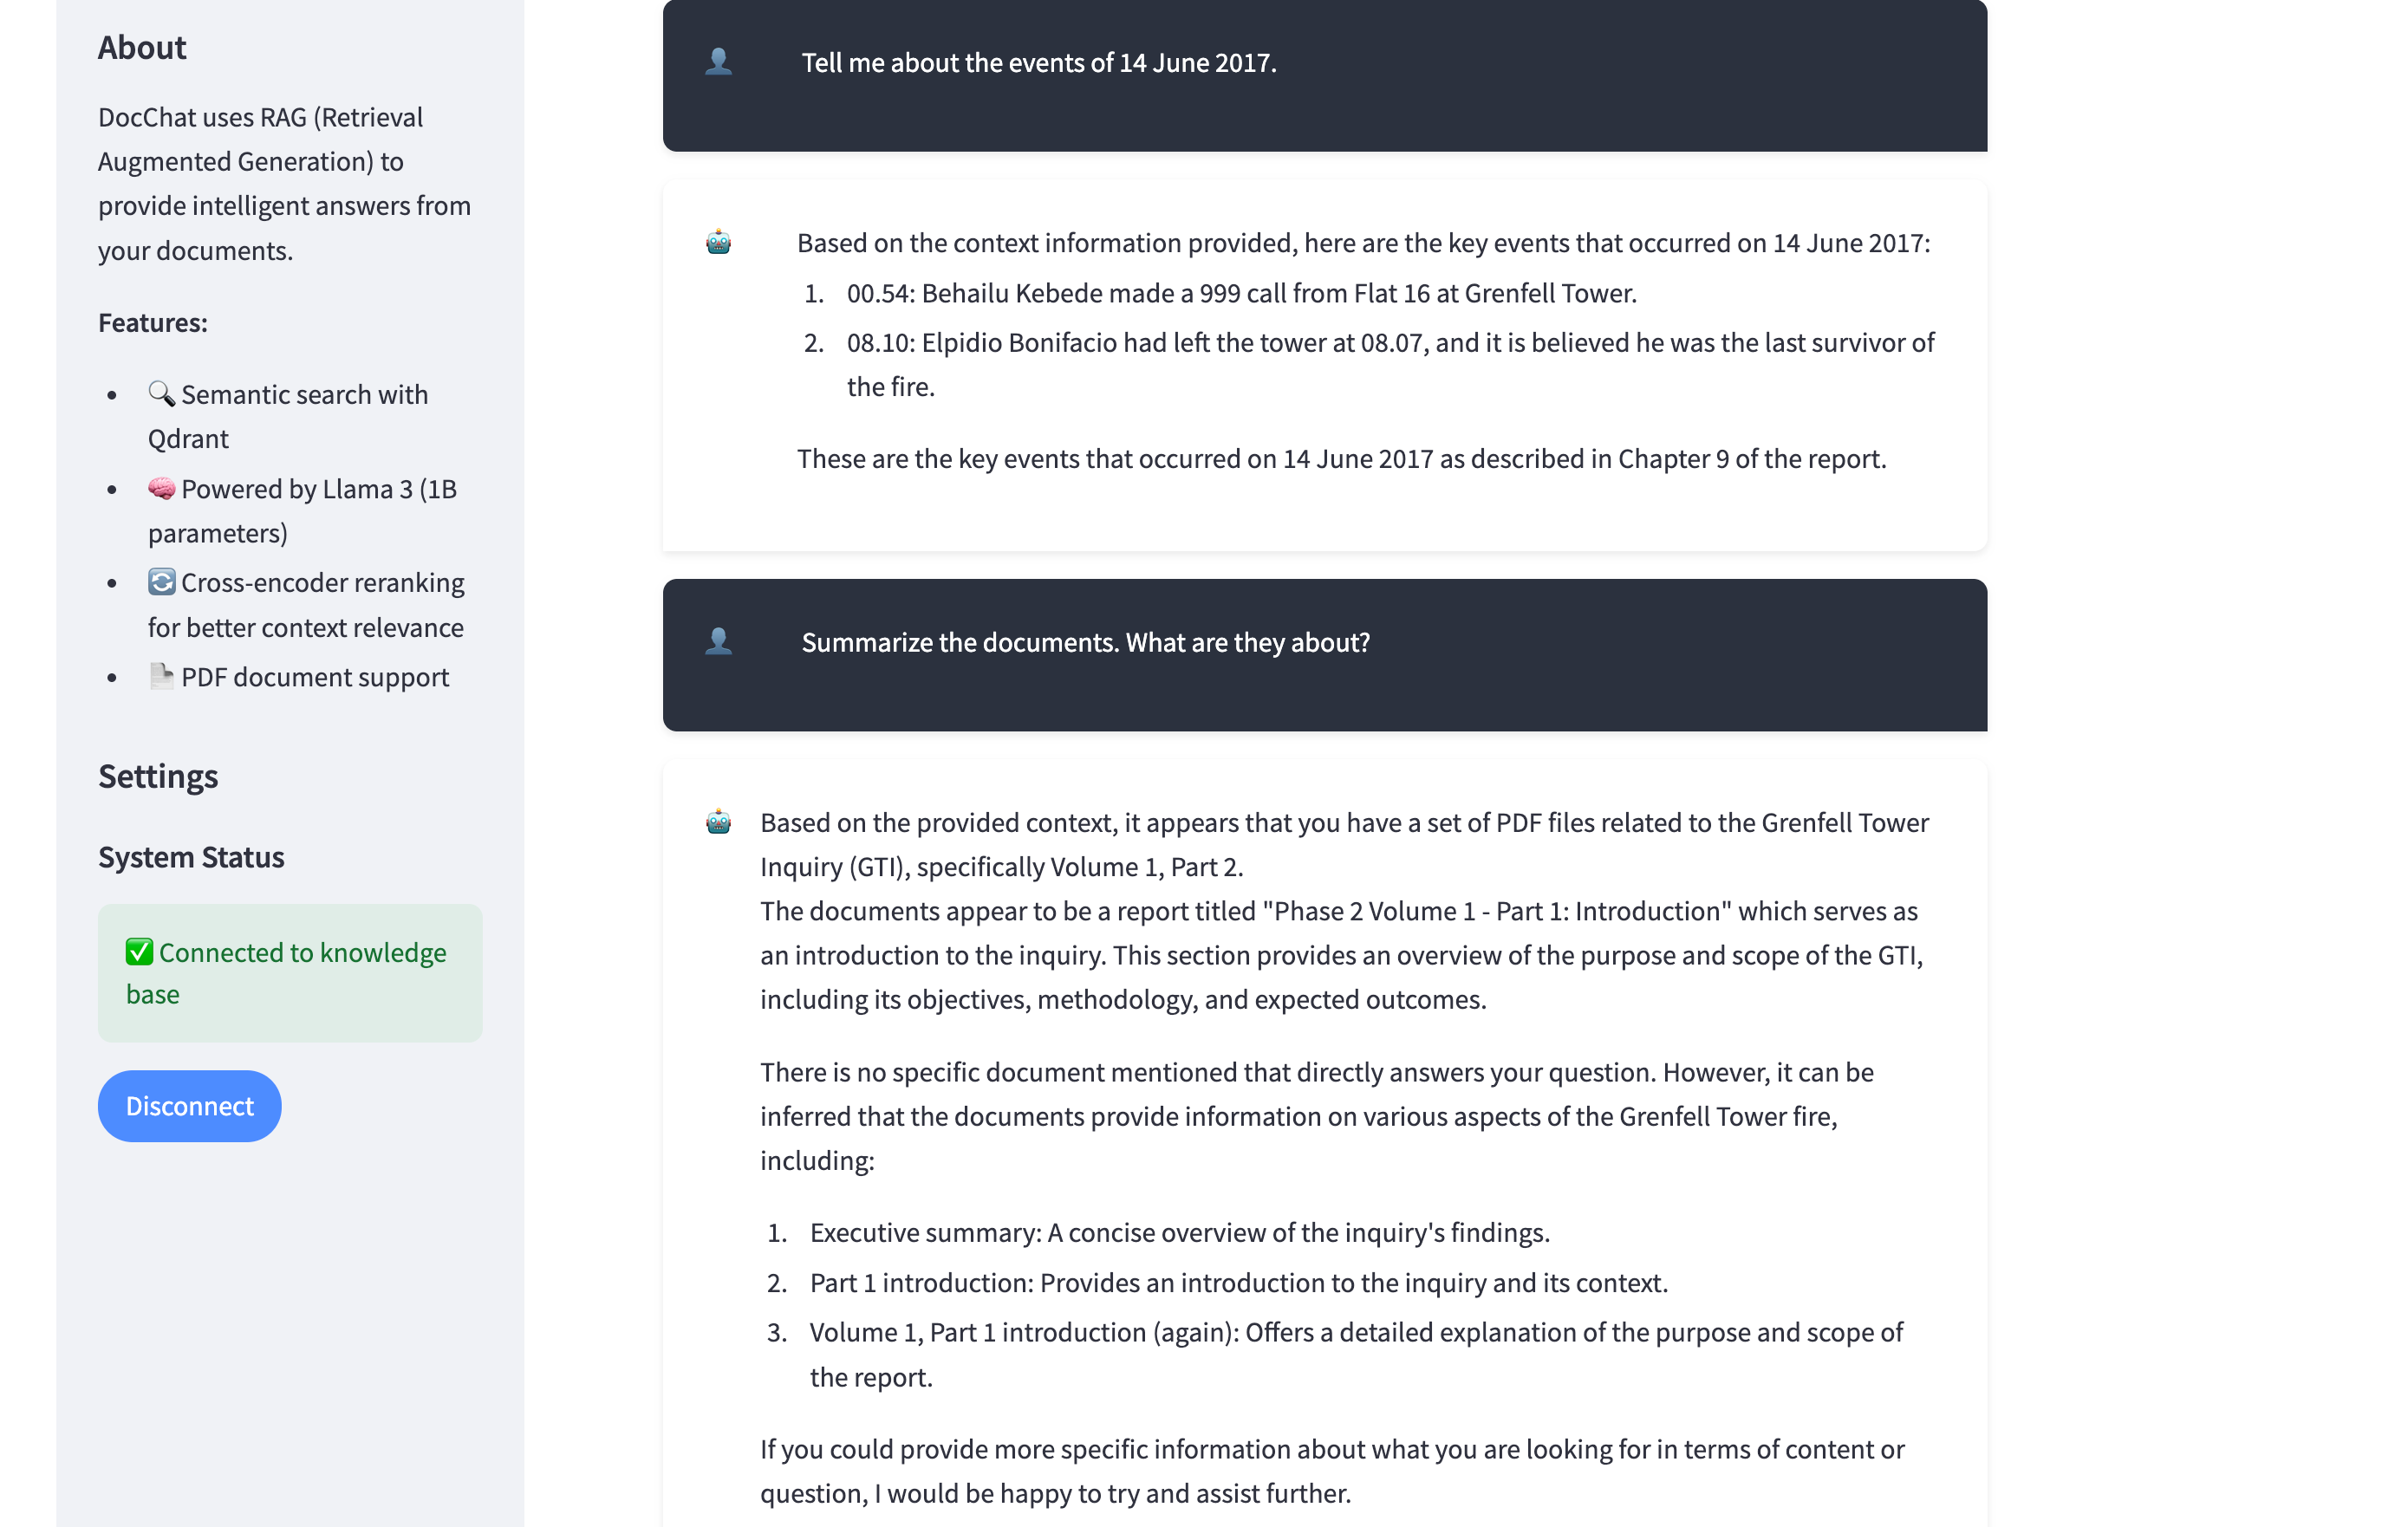 About
DocChat uses RAG (Retrieval
Augmented Generation) to
provide intelligent answers from
your documents.
Features:
• 🔍 Semantic search with
Qdrant
• 🧠 Powered by Llama 3 (1B
parameters)
• 🔄 Cross-encoder reranking
for better context relevance
• 📄 PDF document support
Settings
System Status
✅ Connected to knowledge
base
Disconnect
Tell me about the events of 14 June 2017.
Based on the context information provided, here are the key events that occurred on 14 June 2017:
1. 00.54: Behailu Kebede made a 999 call from Flat 16 at Grenfell Tower.
2. 08.10: Elpidio Bonifacio had left the tower at 08.07, and it is believed he was the last survivor of
the fire.
These are the key events that occurred on 14 June 2017 as described in Chapter 9 of the report.
Summarize the documents. What are they about?
Based on the provided context, it appears that you have a set of PDF files related to the Grenfell Tower
Inquiry (GTI), specifically Volume 1, Part 2.
The documents appear to be a report titled "Phase 2 Volume 1 - Part 1: Introduction" which serves as
an introduction to the inquiry. This section provides an overview of the purpose and scope of the GTI,
including its objectives, methodology, and expected outcomes.
There is no specific document mentioned that directly answers your question. However, it can be
inferred that the documents provide information on various aspects of the Grenfell Tower fire,
including:
1. Executive summary: A concise overview of the inquiry's findings.
2. Part 1 introduction: Provides an introduction to the inquiry and its context.
3. Volume 1, Part 1 introduction (again): Offers a detailed explanation of the purpose and scope of
the report.
If you could provide more specific information about what you are looking for in terms of content or
question, I would be happy to try and assist further.